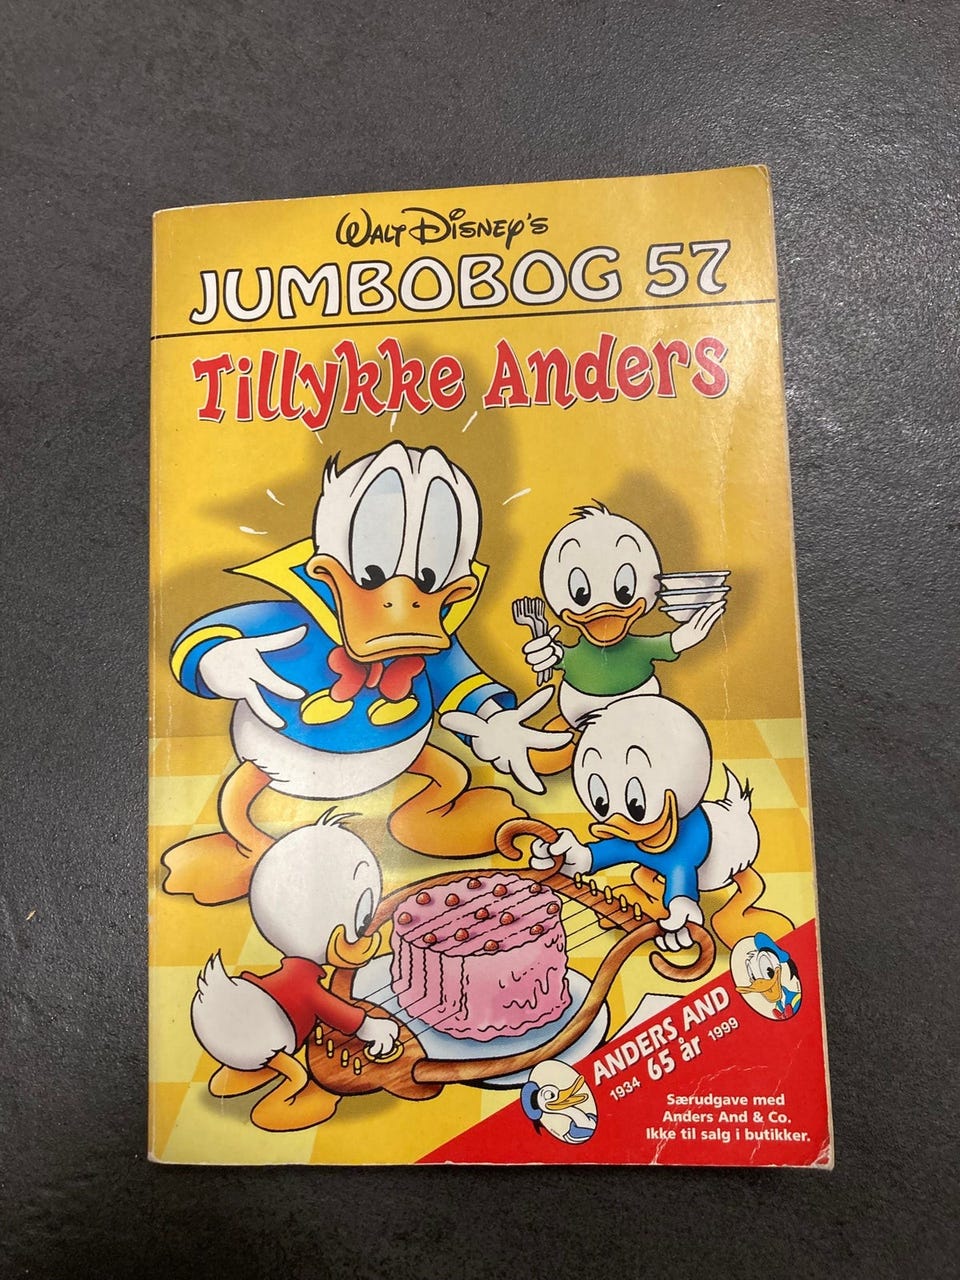 WALT DISNEY'S
JUMBOBOG 57
Tillykke Anders
ANDERS AND
1934 65 år 1999
Særudgave med
Anders And & Co.
Ikke til salg i butikker.